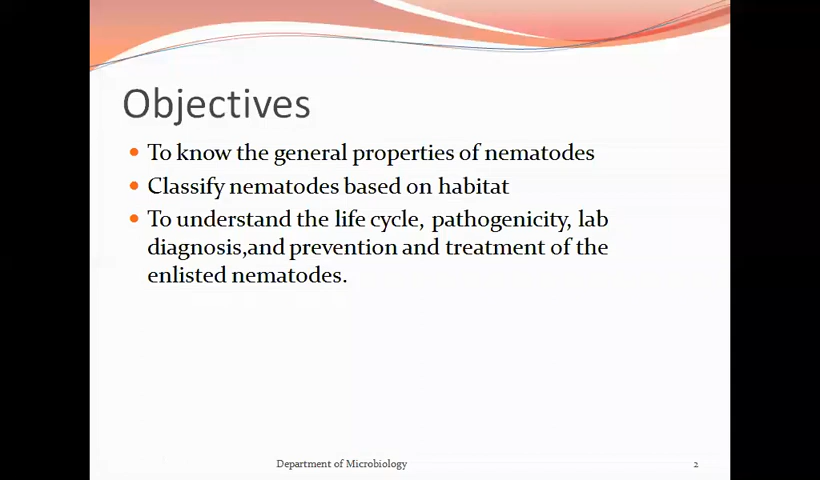 Objectives
To know the general properties of nematodes
Classify nematodes based on habitat
To understand the life cycle, pathogenicity, lab
diagnosis,and prevention and treatment of the
enlisted nematodes.
Department of Microbiology
2